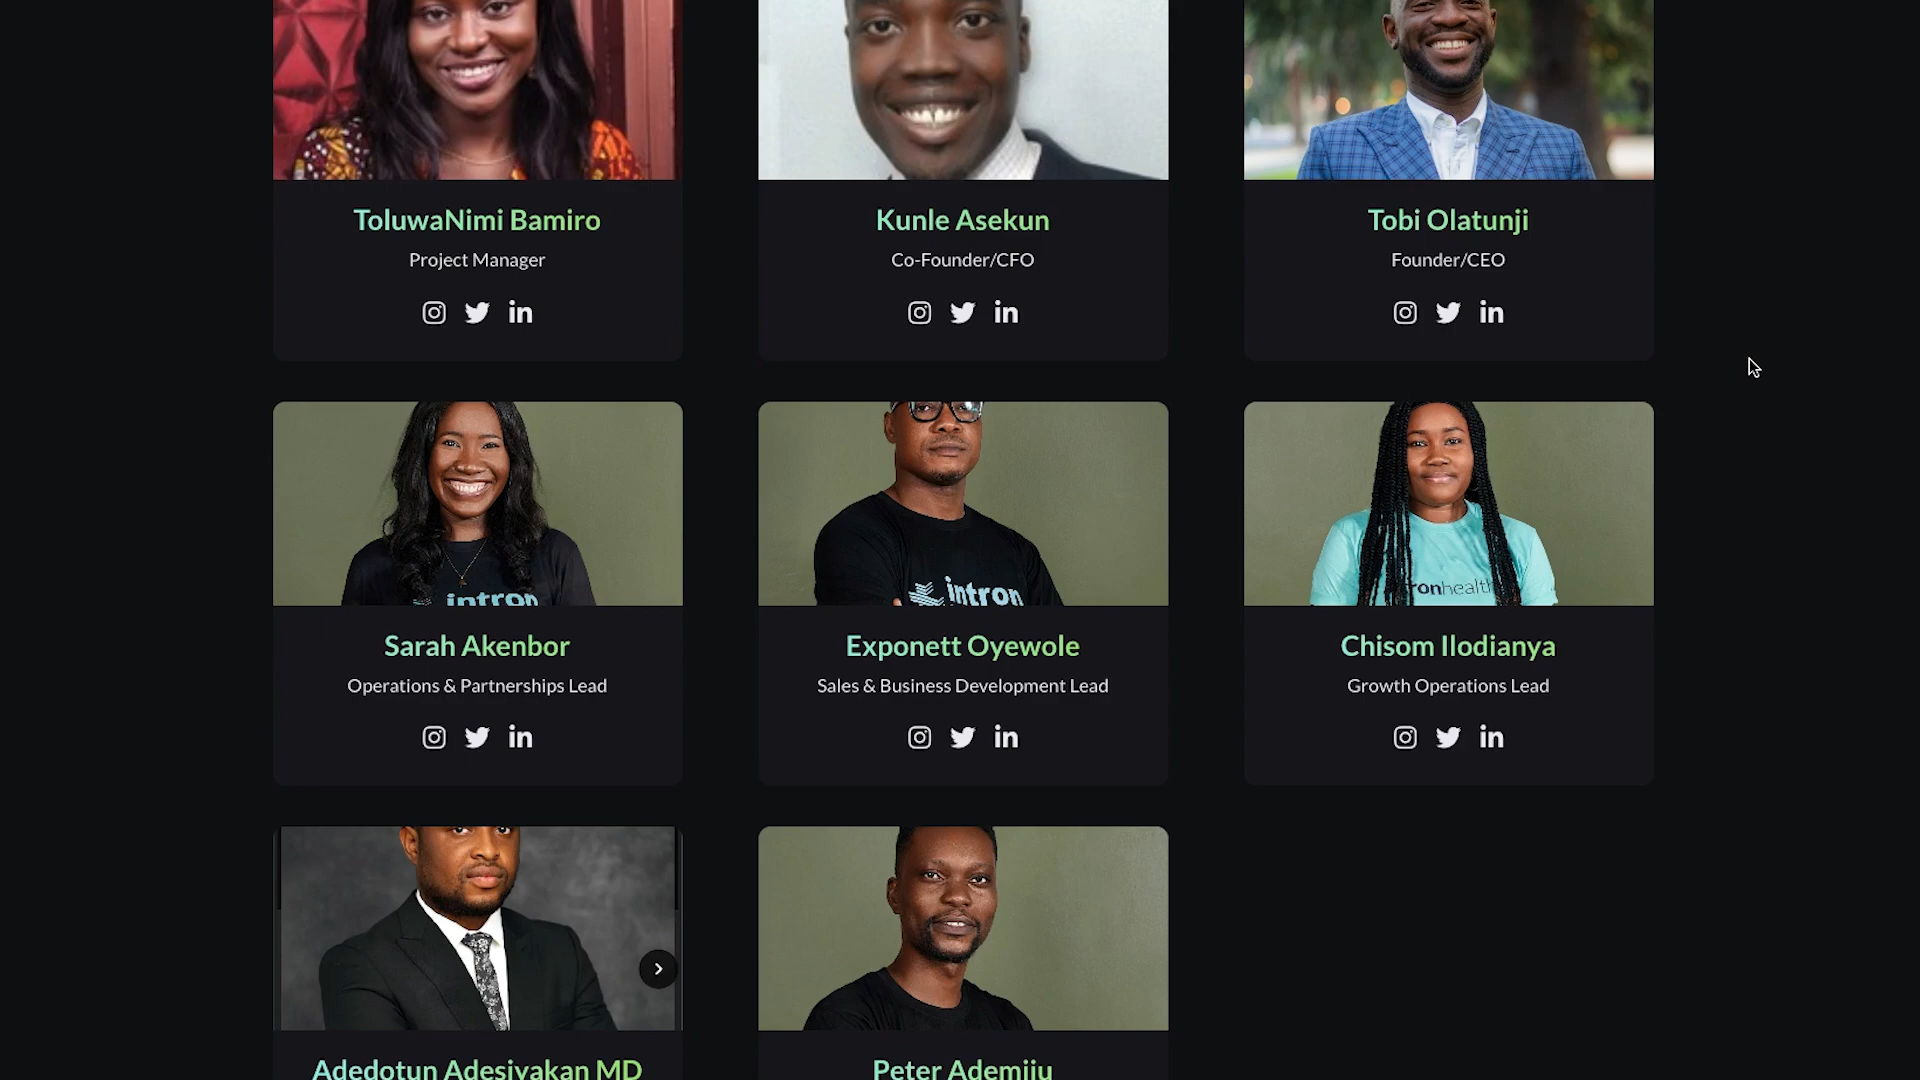 ToluwaNimi Bamiro
Project Manager
Kunle Asekun
Co-Founder/CFO
Tobi Olatunji
Founder/CEO
intron
Sarah Akenbor
Operations & Partnerships Lead
intron
Exponett Oyewole
Sales & Business Development Lead
ronhealth
Chisom Ilodianya
Growth Operations Lead
Adedotun Adesiyakan MD
Peter Ademiju